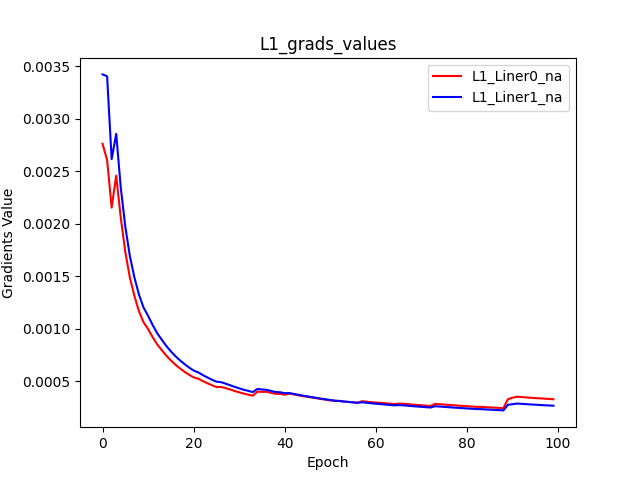 L1_grads_values
L1_Liner0_na
L1_Liner1_na
Gradients Value
0.0035
0.0030
0.0025
0.0020
0.0015
0.0010
0.0005
0 20 40 60 80 100
Epoch